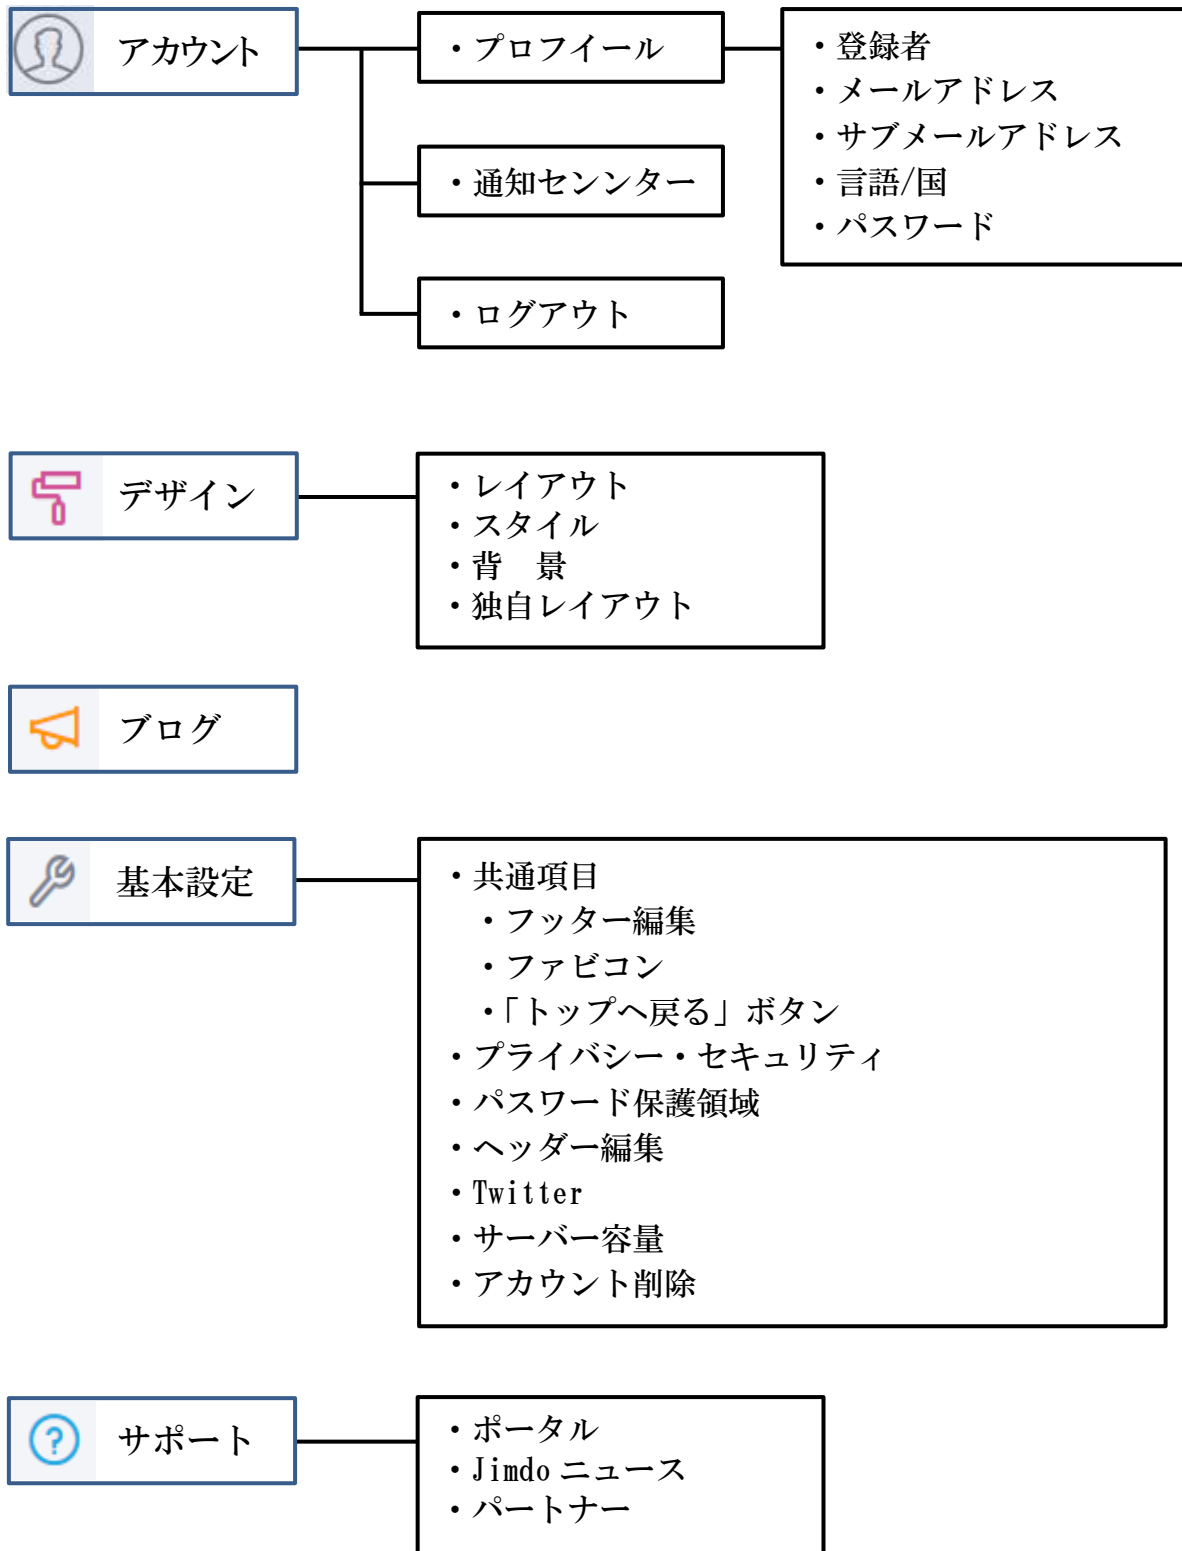 アカウント
・プロフイール
・登録者
・メールアドレス
・サブメールアドレス
・言語/国
・パスワード
・通知センンター
・ログアウト
デザイン
・レイアウト
・スタイル
・背　景
・独自レイアウト
ブログ
基本設定
・共通項目
・フッター編集
・ファビコン
・「トップへ戻る」ボタン
・プライバシー・セキュリティ
・パスワード保護領域
・ヘッダー編集
・Twitter
・サーバー容量
・アカウント削除
サポート
・ポータル
・Jimdo ニュース
・パートナー